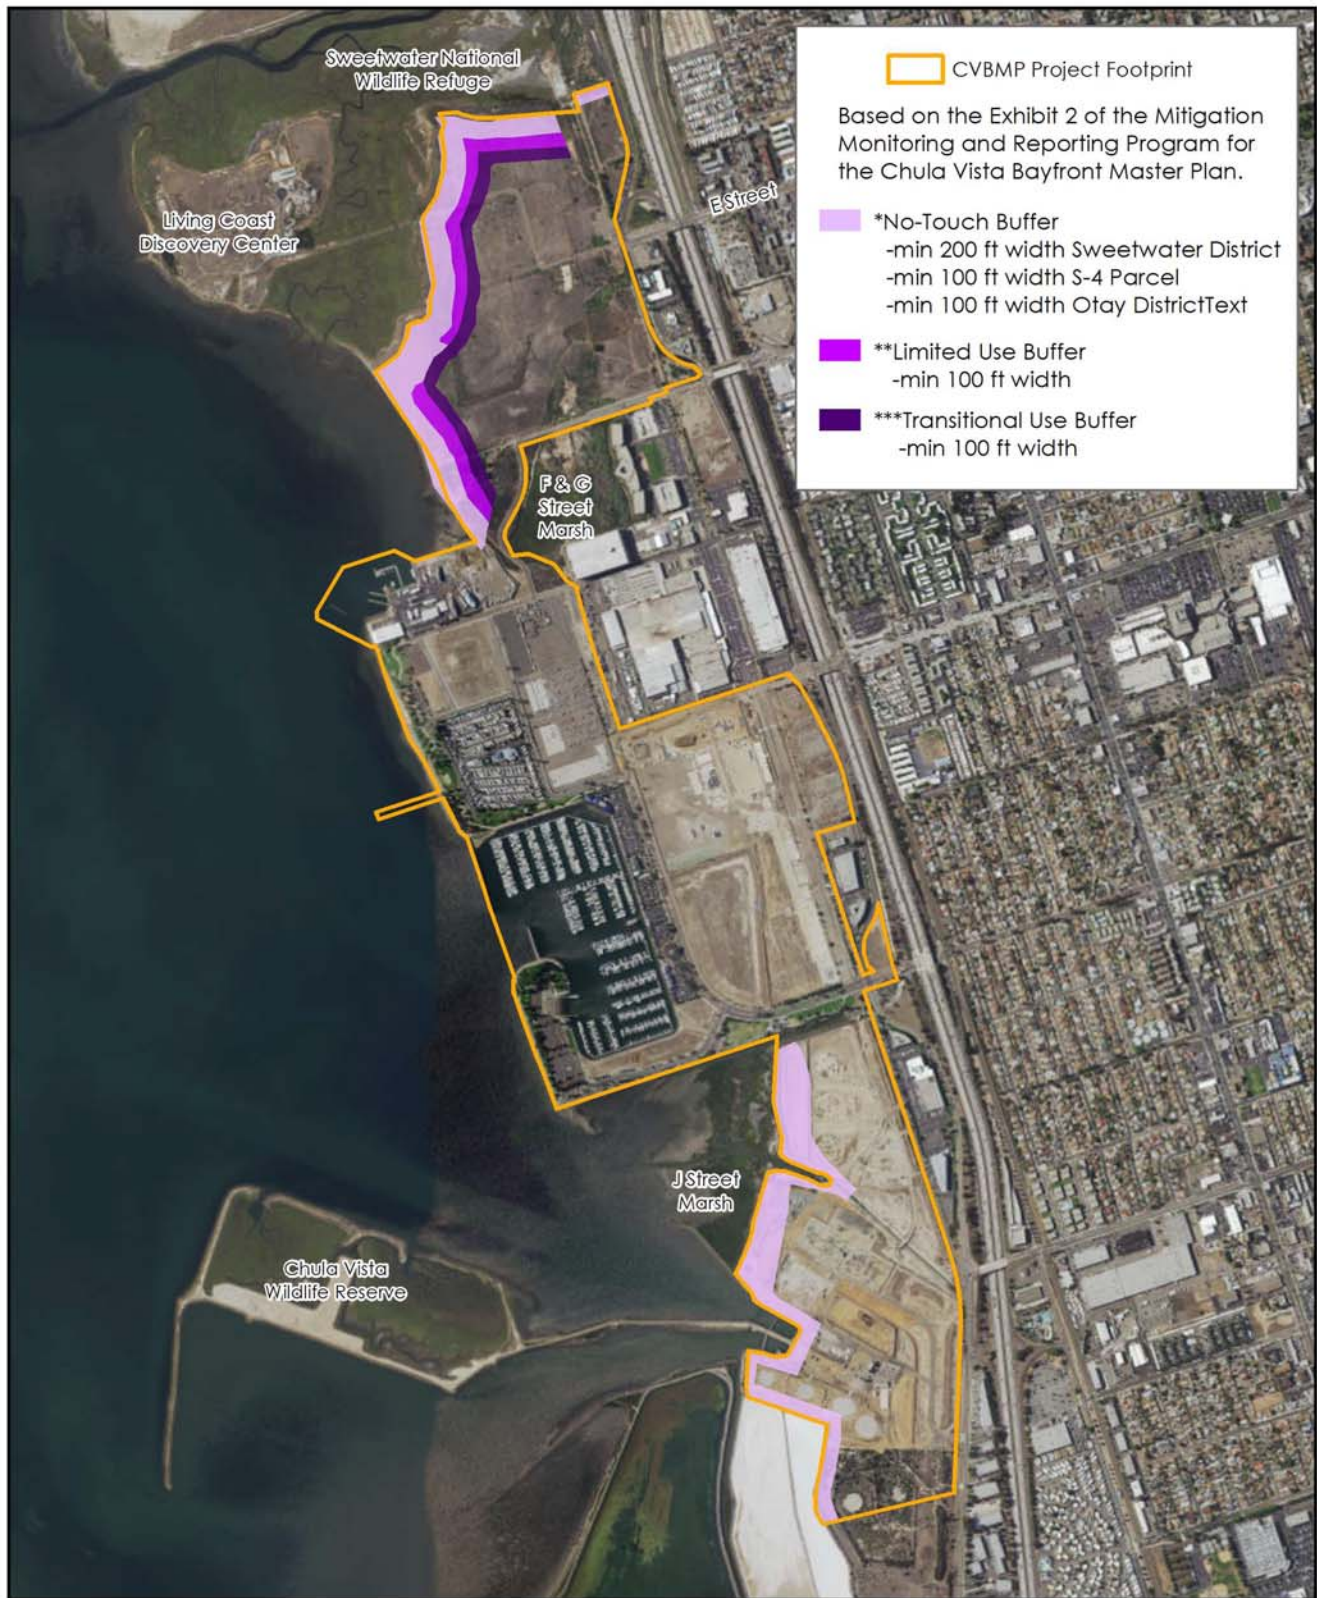 Sweetwater National
Wildlife Refuge
CVBMP Project Footprint
Based on the Exhibit 2 of the Mitigation
Monitoring and Reporting Program for
the Chula Vista Bayfront Master Plan.
*No-Touch Buffer
-min 200 ft width Sweetwater District
-min 100 ft width S-4 Parcel
-min 100 ft width Otay DistrictText
**Limited Use Buffer
-min 100 ft width
***Transitional Use Buffer
-min 100 ft width
E Street
Living Coast
Discovery Center
F & G
Street
Marsh
J Street
Marsh
Chula Vista
Wildlife Reserve